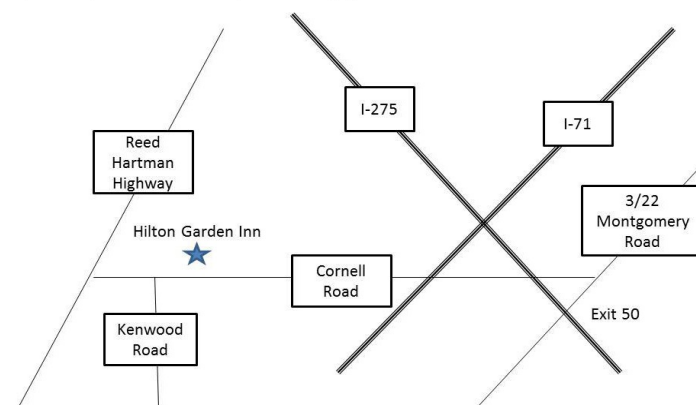 I-275
I-71
Reed
Hartman
Highway
3/22
Montgomery
Road
Hilton Garden Inn
Cornell
Road
Exit 50
Kenwood
Road